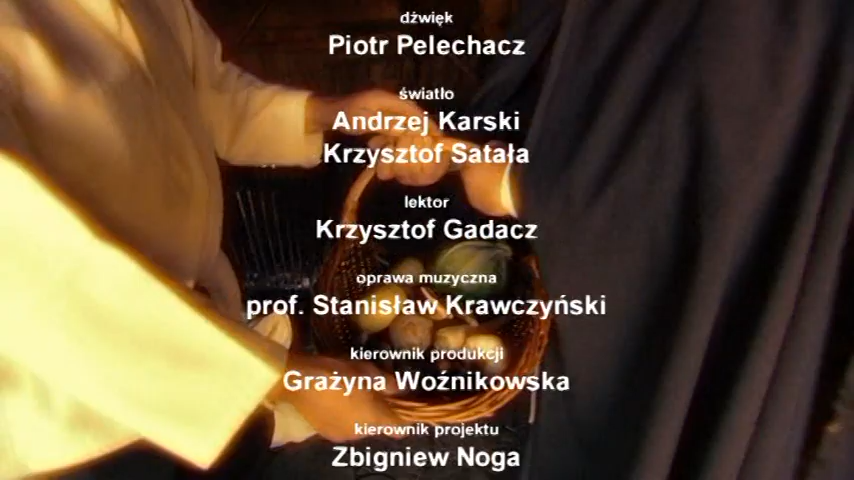 dźwięk
Piotr Pelechacz
światło
Andrzej Karski
Krzysztof Satała
lektor
Krzysztof Gadacz
oprawa muzyczna
prof. Stanisław Krawczyński
kierownik produkcji
Grażyna Woźnikowska
kierownik projektu
Zbigniew Noga